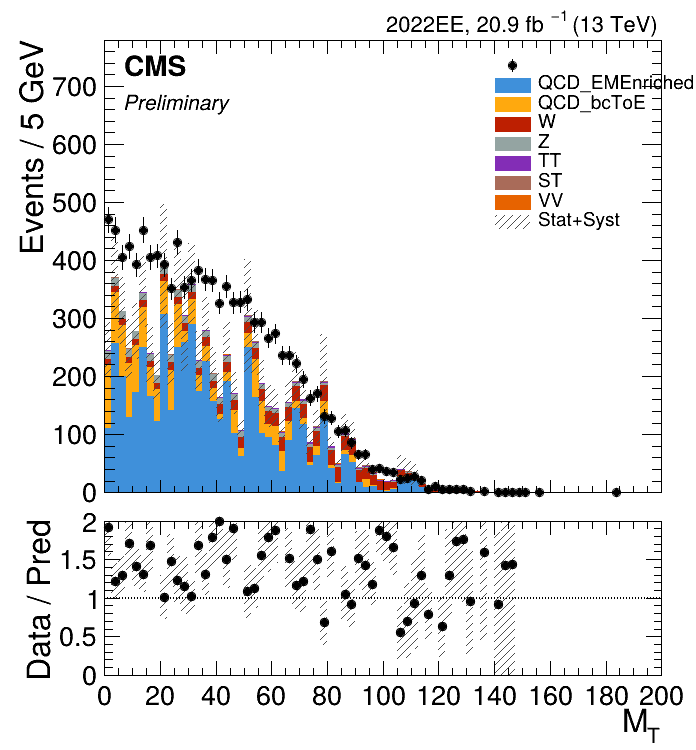 2022EE, 20.9 fb⁻¹ (13 TeV)
CMS
Preliminary
QCD_EMEnriched
QCD_bcToE
W
Z
TT
ST
VV
Stat+Syst
Events / 5 GeV
700
600
500
400
300
200
100
0
Data / Pred
2
1.5
1
0.5
0
0 20 40 60 80 100 120 140 160 180 200
M_T